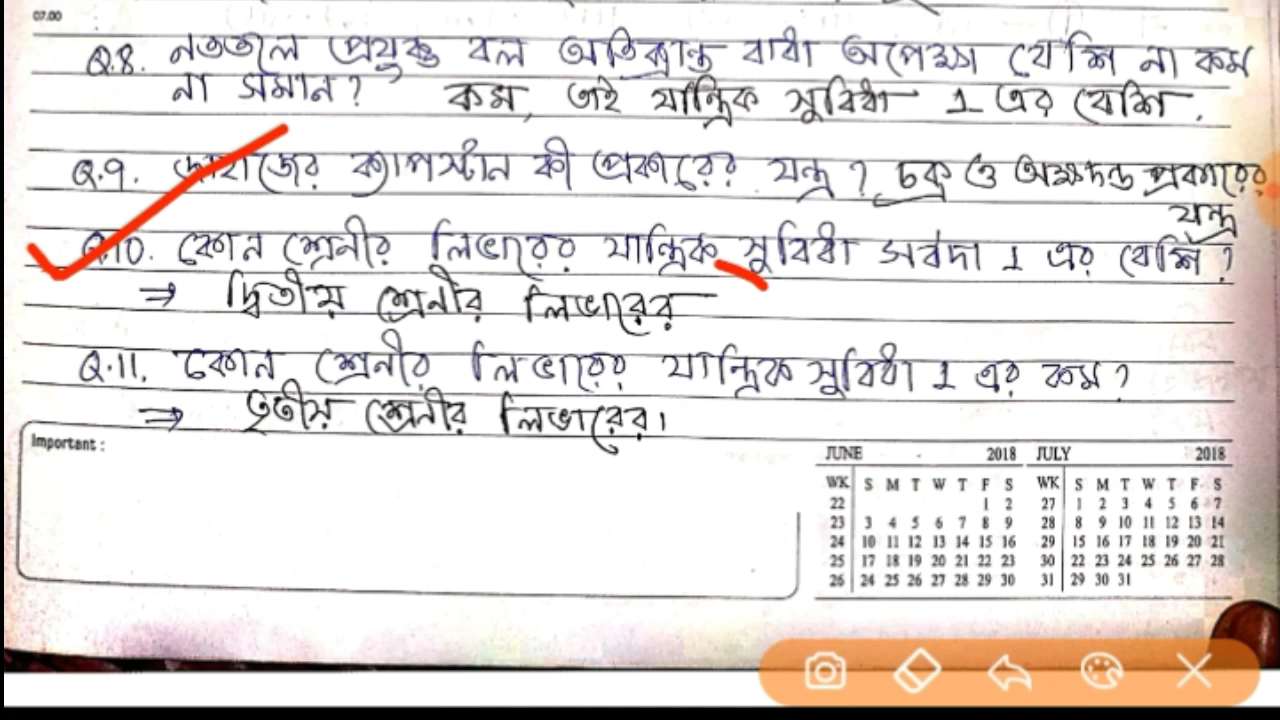 07.00
Q.8. নততলে প্রযুক্ত বল অতিক্রান্ত বাধা অপেক্ষা বেশি না কম
না সমান? কম, তাই যান্ত্রিক সুবিধা 1 এর বেশি.
Q.9. জাহাজের ক্যাপস্টান কী প্রকারের যন্ত্র? চক্র ও অক্ষদন্ড প্রকারের
যন্ত্র
Q.10. কোন শ্রেনীর লিভারের যান্ত্রিক সুবিধা সর্বদা 1 এর বেশি?
⇒ দ্বিতীয় শ্রেনীর লিভারের
Q.11. কোন শ্রেনীর লিভারের যান্ত্রিক সুবিধা 1 এর কম?
⇒ তৃতীয় শ্রেনীর লিভারের।
Important :
JUNE 2018 JULY 2018
WK S M T W T F S WK S M T W T F S
22 1 2 27 1 2 3 4 5 6 7
23 3 4 5 6 7 8 9 28 8 9 10 11 12 13 14
24 10 11 12 13 14 15 16 29 15 16 17 18 19 20 21
25 17 18 19 20 21 22 23 30 22 23 24 25 26 27 28
26 24 25 26 27 28 29 30 31 29 30 31